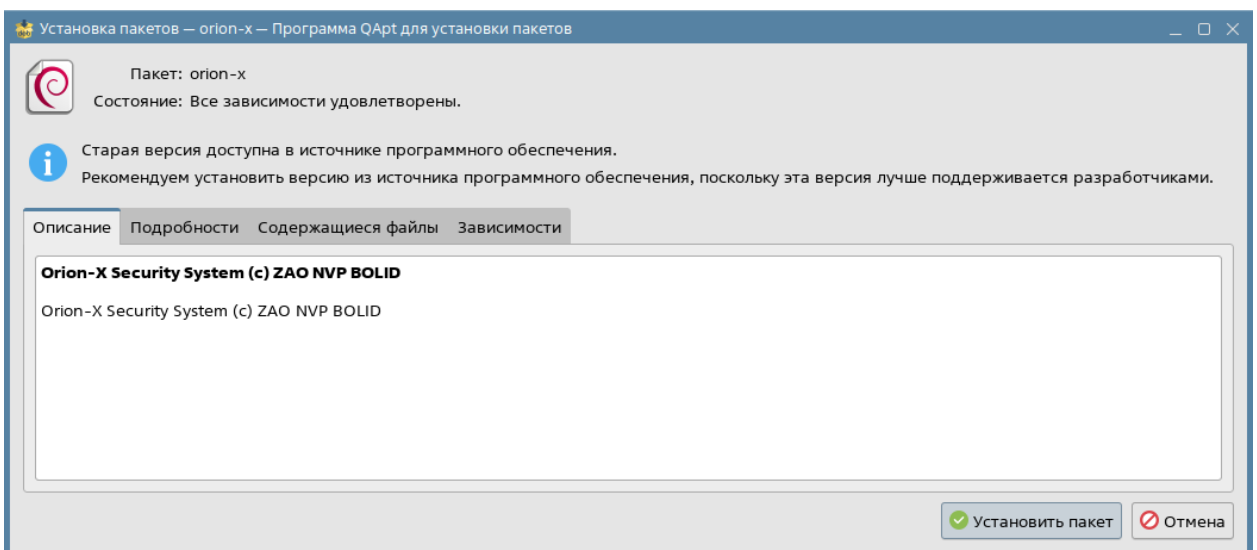 Установка пакетов — orion-x — Программа QApt для установки пакетов
Пакет: orion-x
Состояние: Все зависимости удовлетворены.
Старая версия доступна в источнике программного обеспечения.
Рекомендуем установить версию из источника программного обеспечения, поскольку эта версия лучше поддерживается разработчиками.
Описание Подробности Содержащиеся файлы Зависимости
Orion-X Security System (c) ZAO NVP BOLID
Orion-X Security System (c) ZAO NVP BOLID
Установить пакет Отмена